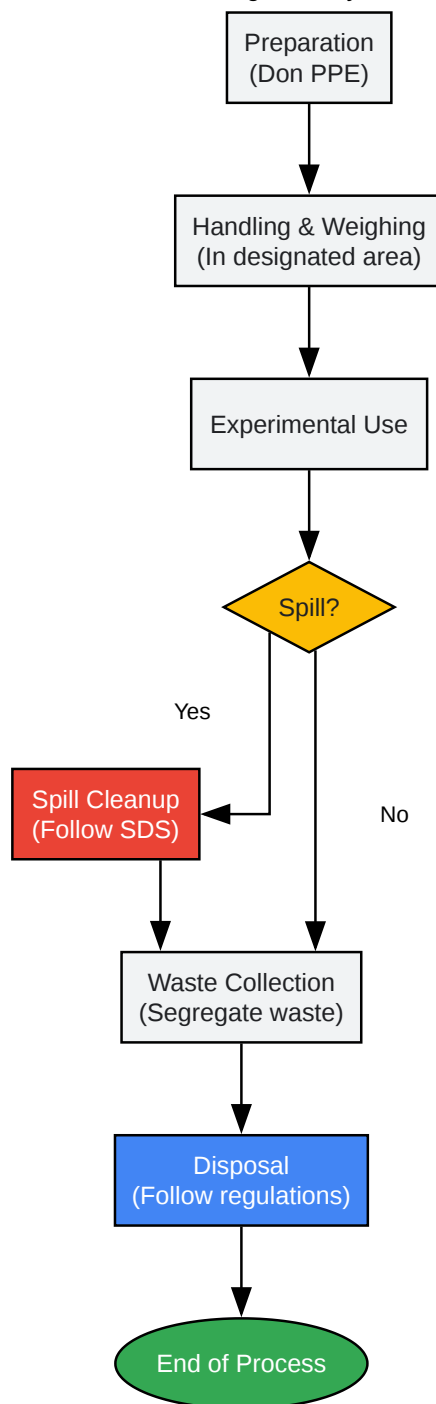 Preparation
(Don PPE)
Handling & Weighing
(In designated area)
Experimental Use
Spill?
Yes
Spill Cleanup
(Follow SDS)
No
Waste Collection
(Segregate waste)
Disposal
(Follow regulations)
End of Process